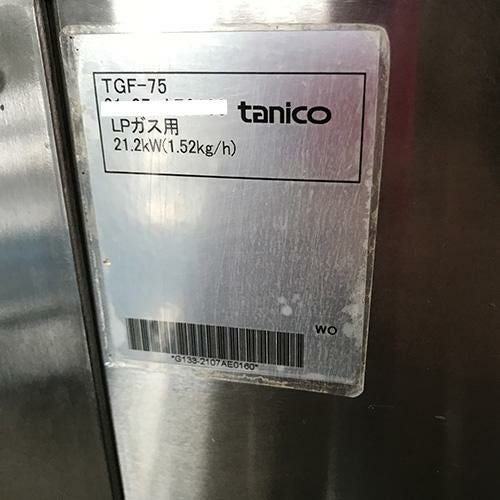 TGF-75
tanico
LPガス用
21.2kW(1.52kg/h)
WO
*G133-2107AE0160*